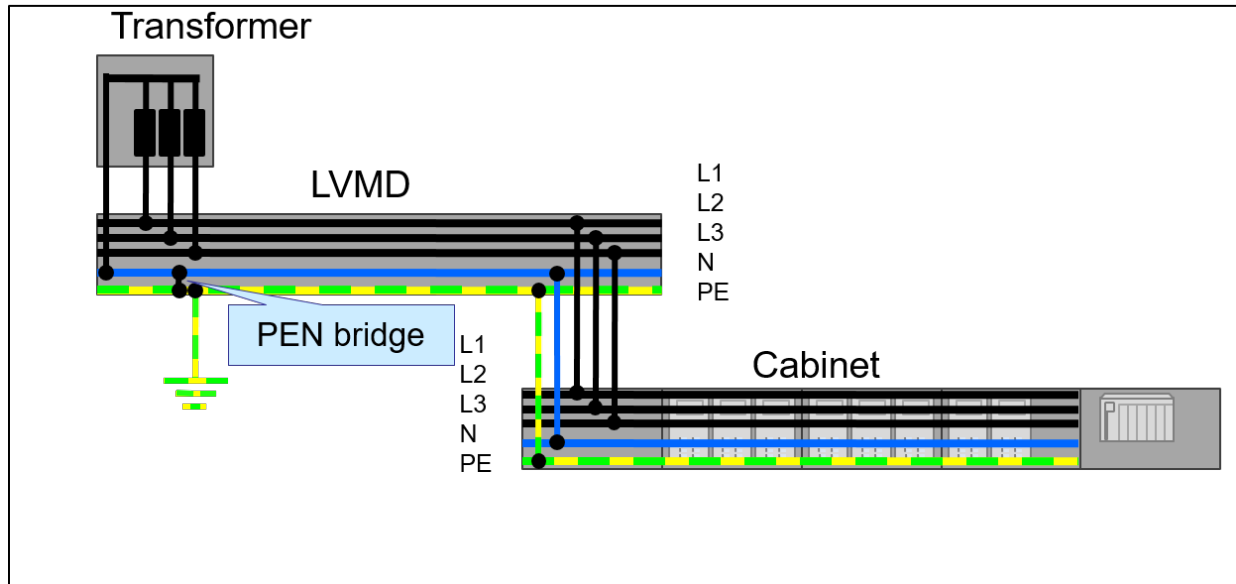 Transformer
LVMD
L1
L2
L3
N
PE
PEN bridge
L1
L2
L3
N
PE
Cabinet